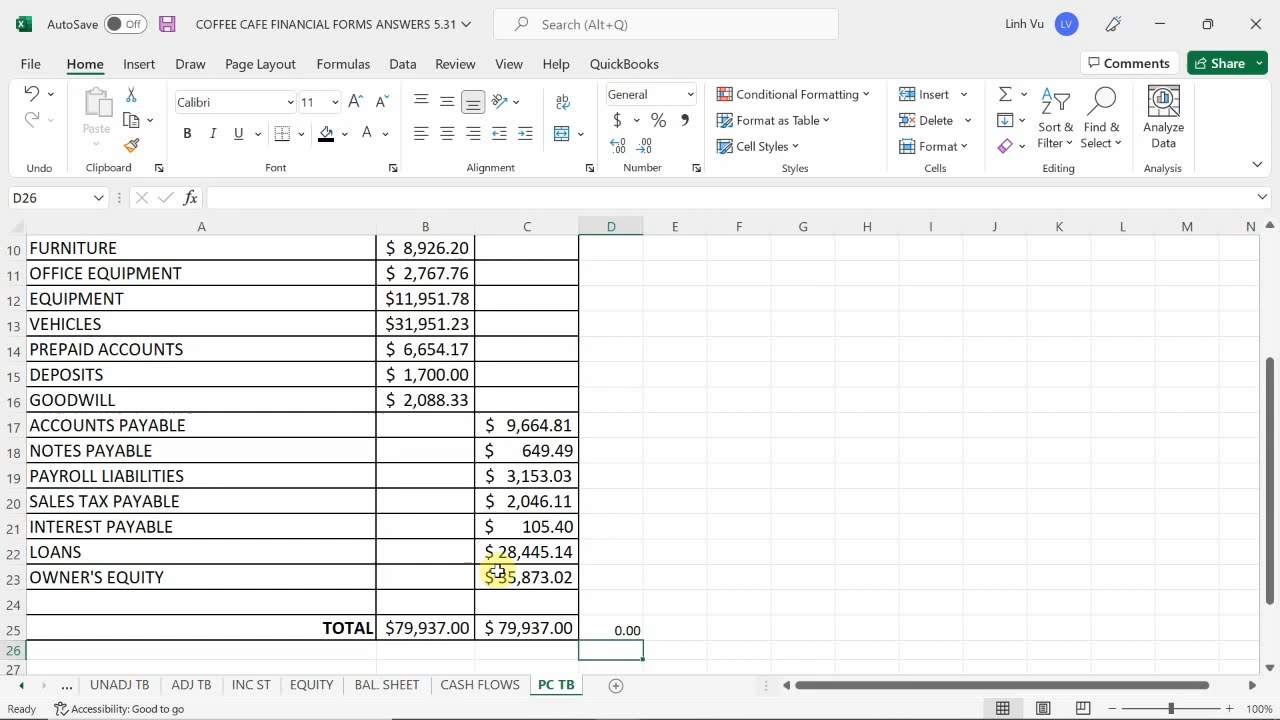 AutoSave Off COFFEE CAFE FINANCIAL FORMS ANSWERS 5.31 Search (Alt+Q) Linh Vu LV
File Home Insert Draw Page Layout Formulas Data Review View Help QuickBooks Comments Share
Paste
Calibri 11
B I U A
General
$ % ,
Conditional Formatting
Format as Table
Cell Styles
Insert
Delete
Format
Sort & Filter
Find & Select
Analyze Data
Undo Clipboard Font Alignment Number Styles Cells Editing Analysis
D26 fx
A B C D E F G H I J K L M N
10 FURNITURE $ 8,926.20
11 OFFICE EQUIPMENT $ 2,767.76
12 EQUIPMENT $11,951.78
13 VEHICLES $31,951.23
14 PREPAID ACCOUNTS $ 6,654.17
15 DEPOSITS $ 1,700.00
16 GOODWILL $ 2,088.33
17 ACCOUNTS PAYABLE $ 9,664.81
18 NOTES PAYABLE $ 649.49
19 PAYROLL LIABILITIES $ 3,153.03
20 SALES TAX PAYABLE $ 2,046.11
21 INTEREST PAYABLE $ 105.40
22 LOANS $ 28,445.14
23 OWNER'S EQUITY $ 35,873.02
24
25 TOTAL $79,937.00 $ 79,937.00 0.00
26
27
... UNADJ TB ADJ TB INC ST EQUITY BAL. SHEET CASH FLOWS PC TB
Ready Accessibility: Good to go 100%